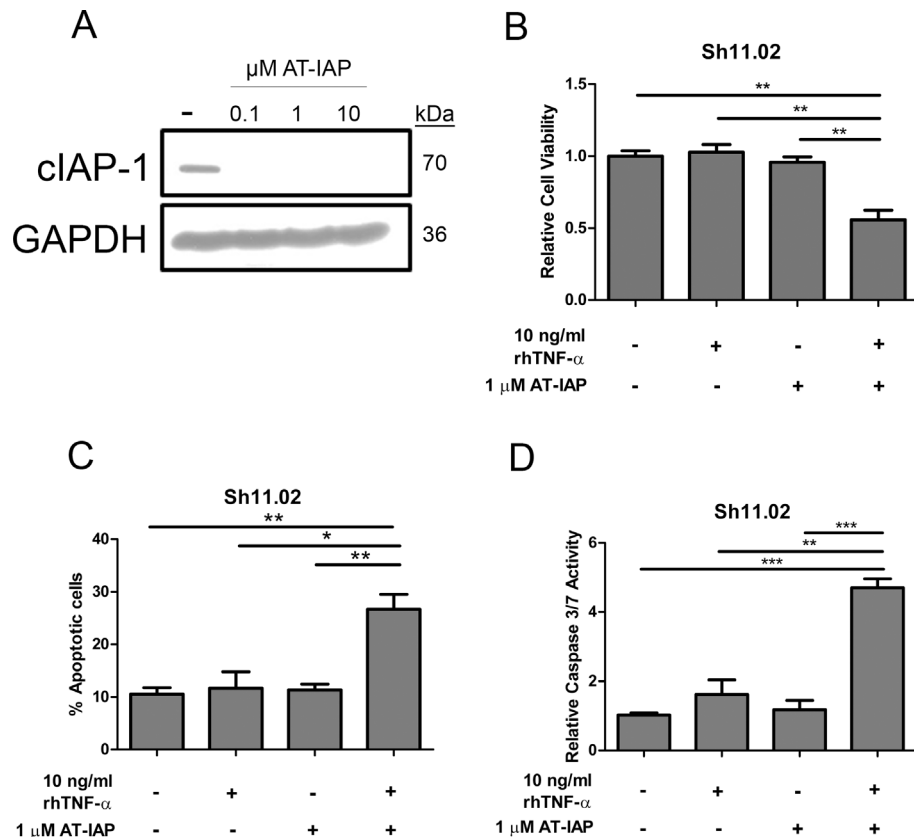 A
µM AT-IAP
- 0.1 1 10 kDa
cIAP-1 70
GAPDH 36
B
Sh11.02
**
**
**
1.5
1.0
0.5
0.0
Relative Cell Viability
10 ng/ml
rhTNF-α - + - +
1 µM AT-IAP - - + +
C
Sh11.02
**
*
**
40
30
20
10
0
% Apoptotic cells
10 ng/ml
rhTNF-α - + - +
1 µM AT-IAP - - + +
D
Sh11.02
***
**
***
6
4
2
0
Relative Caspase 3/7 Activity
10 ng/ml
rhTNF-α - + - +
1 µM AT-IAP - - + +